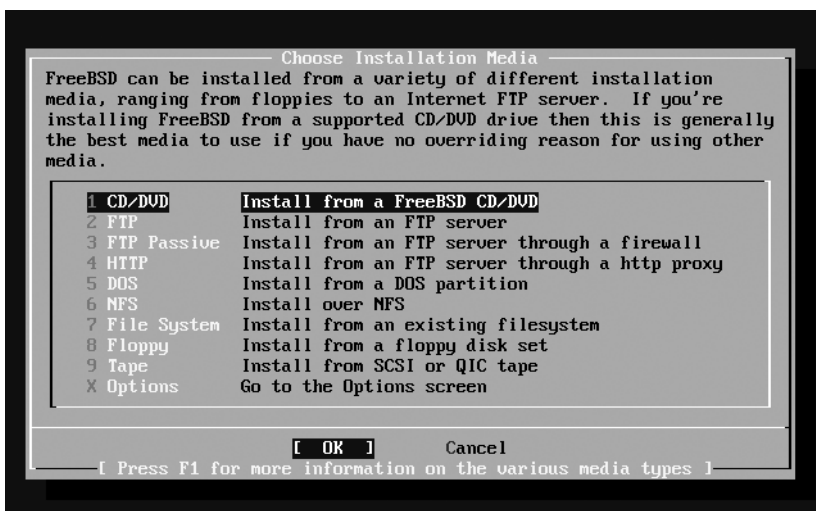 Choose Installation Media
FreeBSD can be installed from a variety of different installation
media, ranging from floppies to an Internet FTP server.  If you're
installing FreeBSD from a supported CD/DVD drive then this is generally
the best media to use if you have no overriding reason for using other
media.
1 CD/DVD Install from a FreeBSD CD/DVD
2 FTP Install from an FTP server
3 FTP Passive Install from an FTP server through a firewall
4 HTTP Install from an FTP server through a http proxy
5 DOS Install from a DOS partition
6 NFS Install over NFS
7 File System Install from an existing filesystem
8 Floppy Install from a floppy disk set
9 Tape Install from SCSI or QIC tape
X Options Go to the Options screen
[ OK ] Cancel
[ Press F1 for more information on the various media types ]